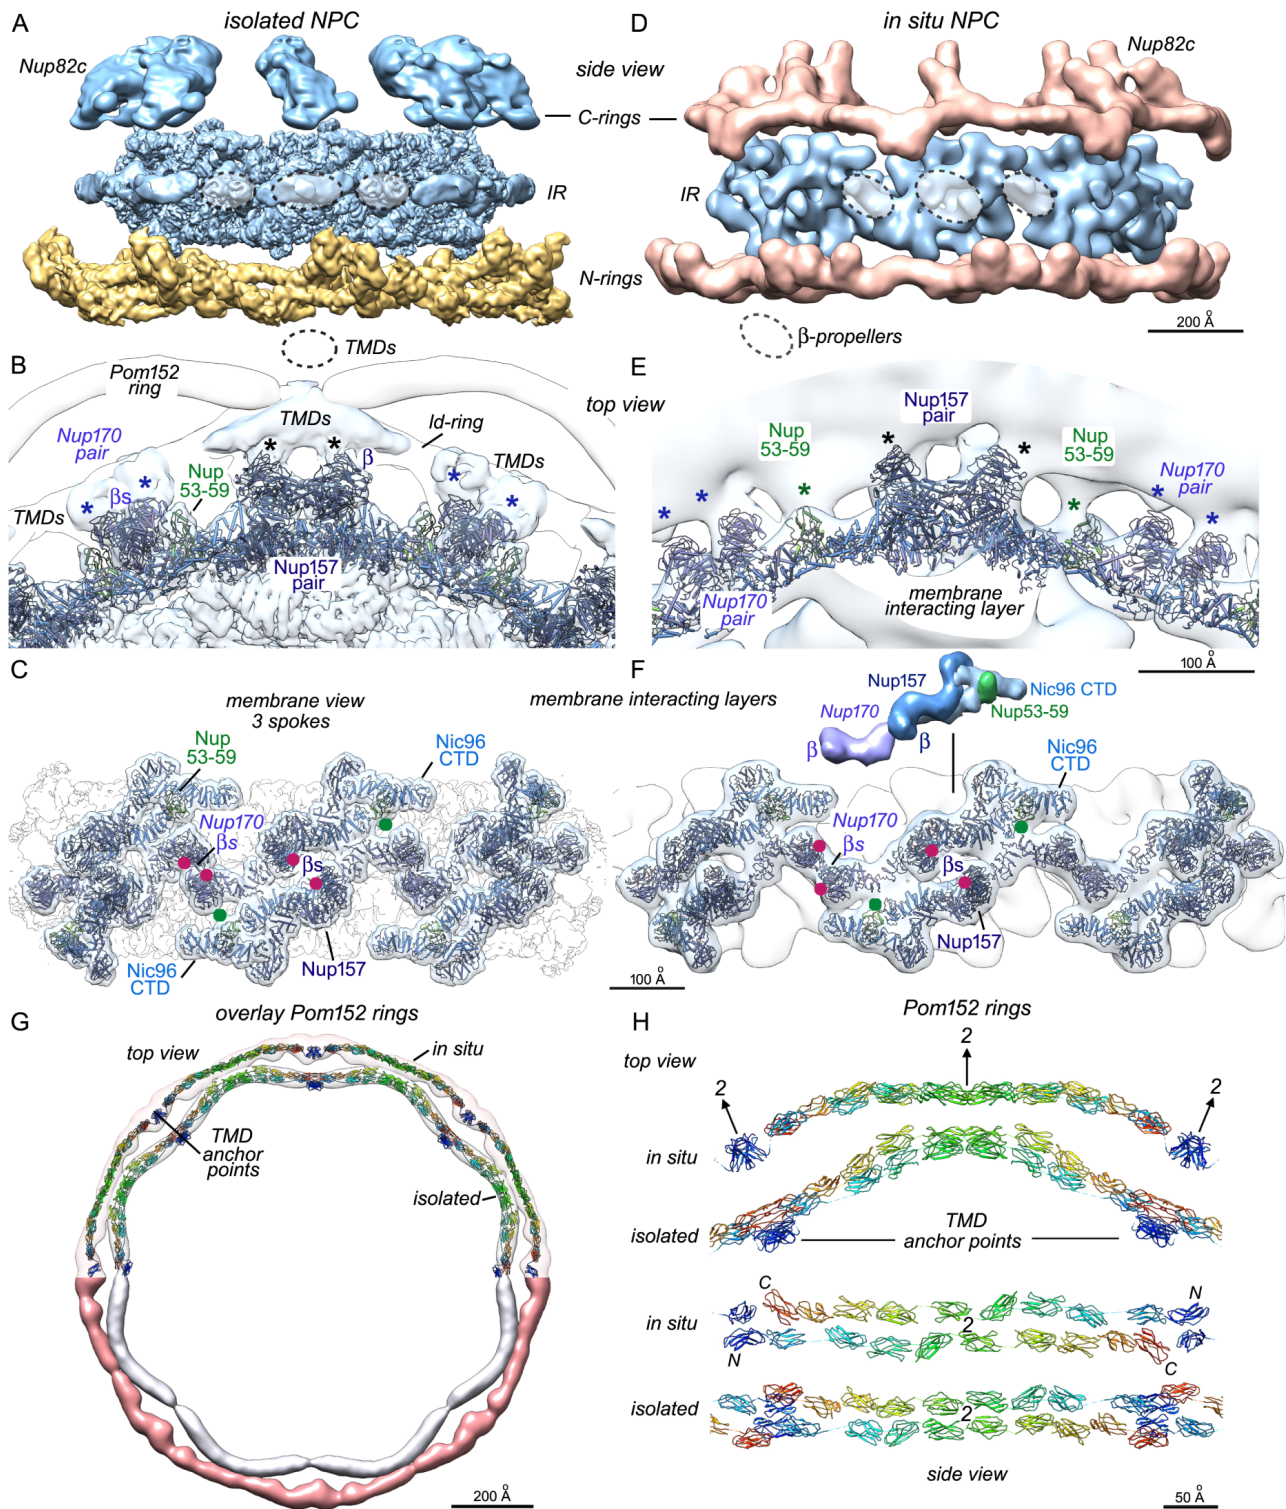 A
isolated NPC
Nup82c
side view
C-rings
IR
N-rings
TMDs
D
in situ NPC
Nup82c
IR
200 Å
β-propellers
B
Pom152
ring
TMDs
Id-ring
Nup170
pair
TMDs
βs
Nup
53-59
β
TMDs
Nup157
pair
* * * * * *
top view
E
Nup157
pair
Nup
53-59
Nup
53-59
Nup170
pair
* * * * * * * *
Nup170
pair
membrane
interacting layer
100 Å
C
membrane view
3 spokes
membrane interacting layers
Nup
53-59
Nic96
CTD
Nup170
βs
βs
Nic96
CTD
Nup157
F
Nup157
Nic96 CTD
Nup170
Nup53-59
β
β
Nic96
CTD
Nup170
βs
βs
Nup157
100 Å
G
overlay Pom152 rings
top view
in situ
TMD
anchor
points
isolated
200 Å
Pom152 rings
H
top view
2
2
2
in situ
isolated
TMD
anchor points
C
N
in situ
2
N
C
isolated
2
side view
50 Å